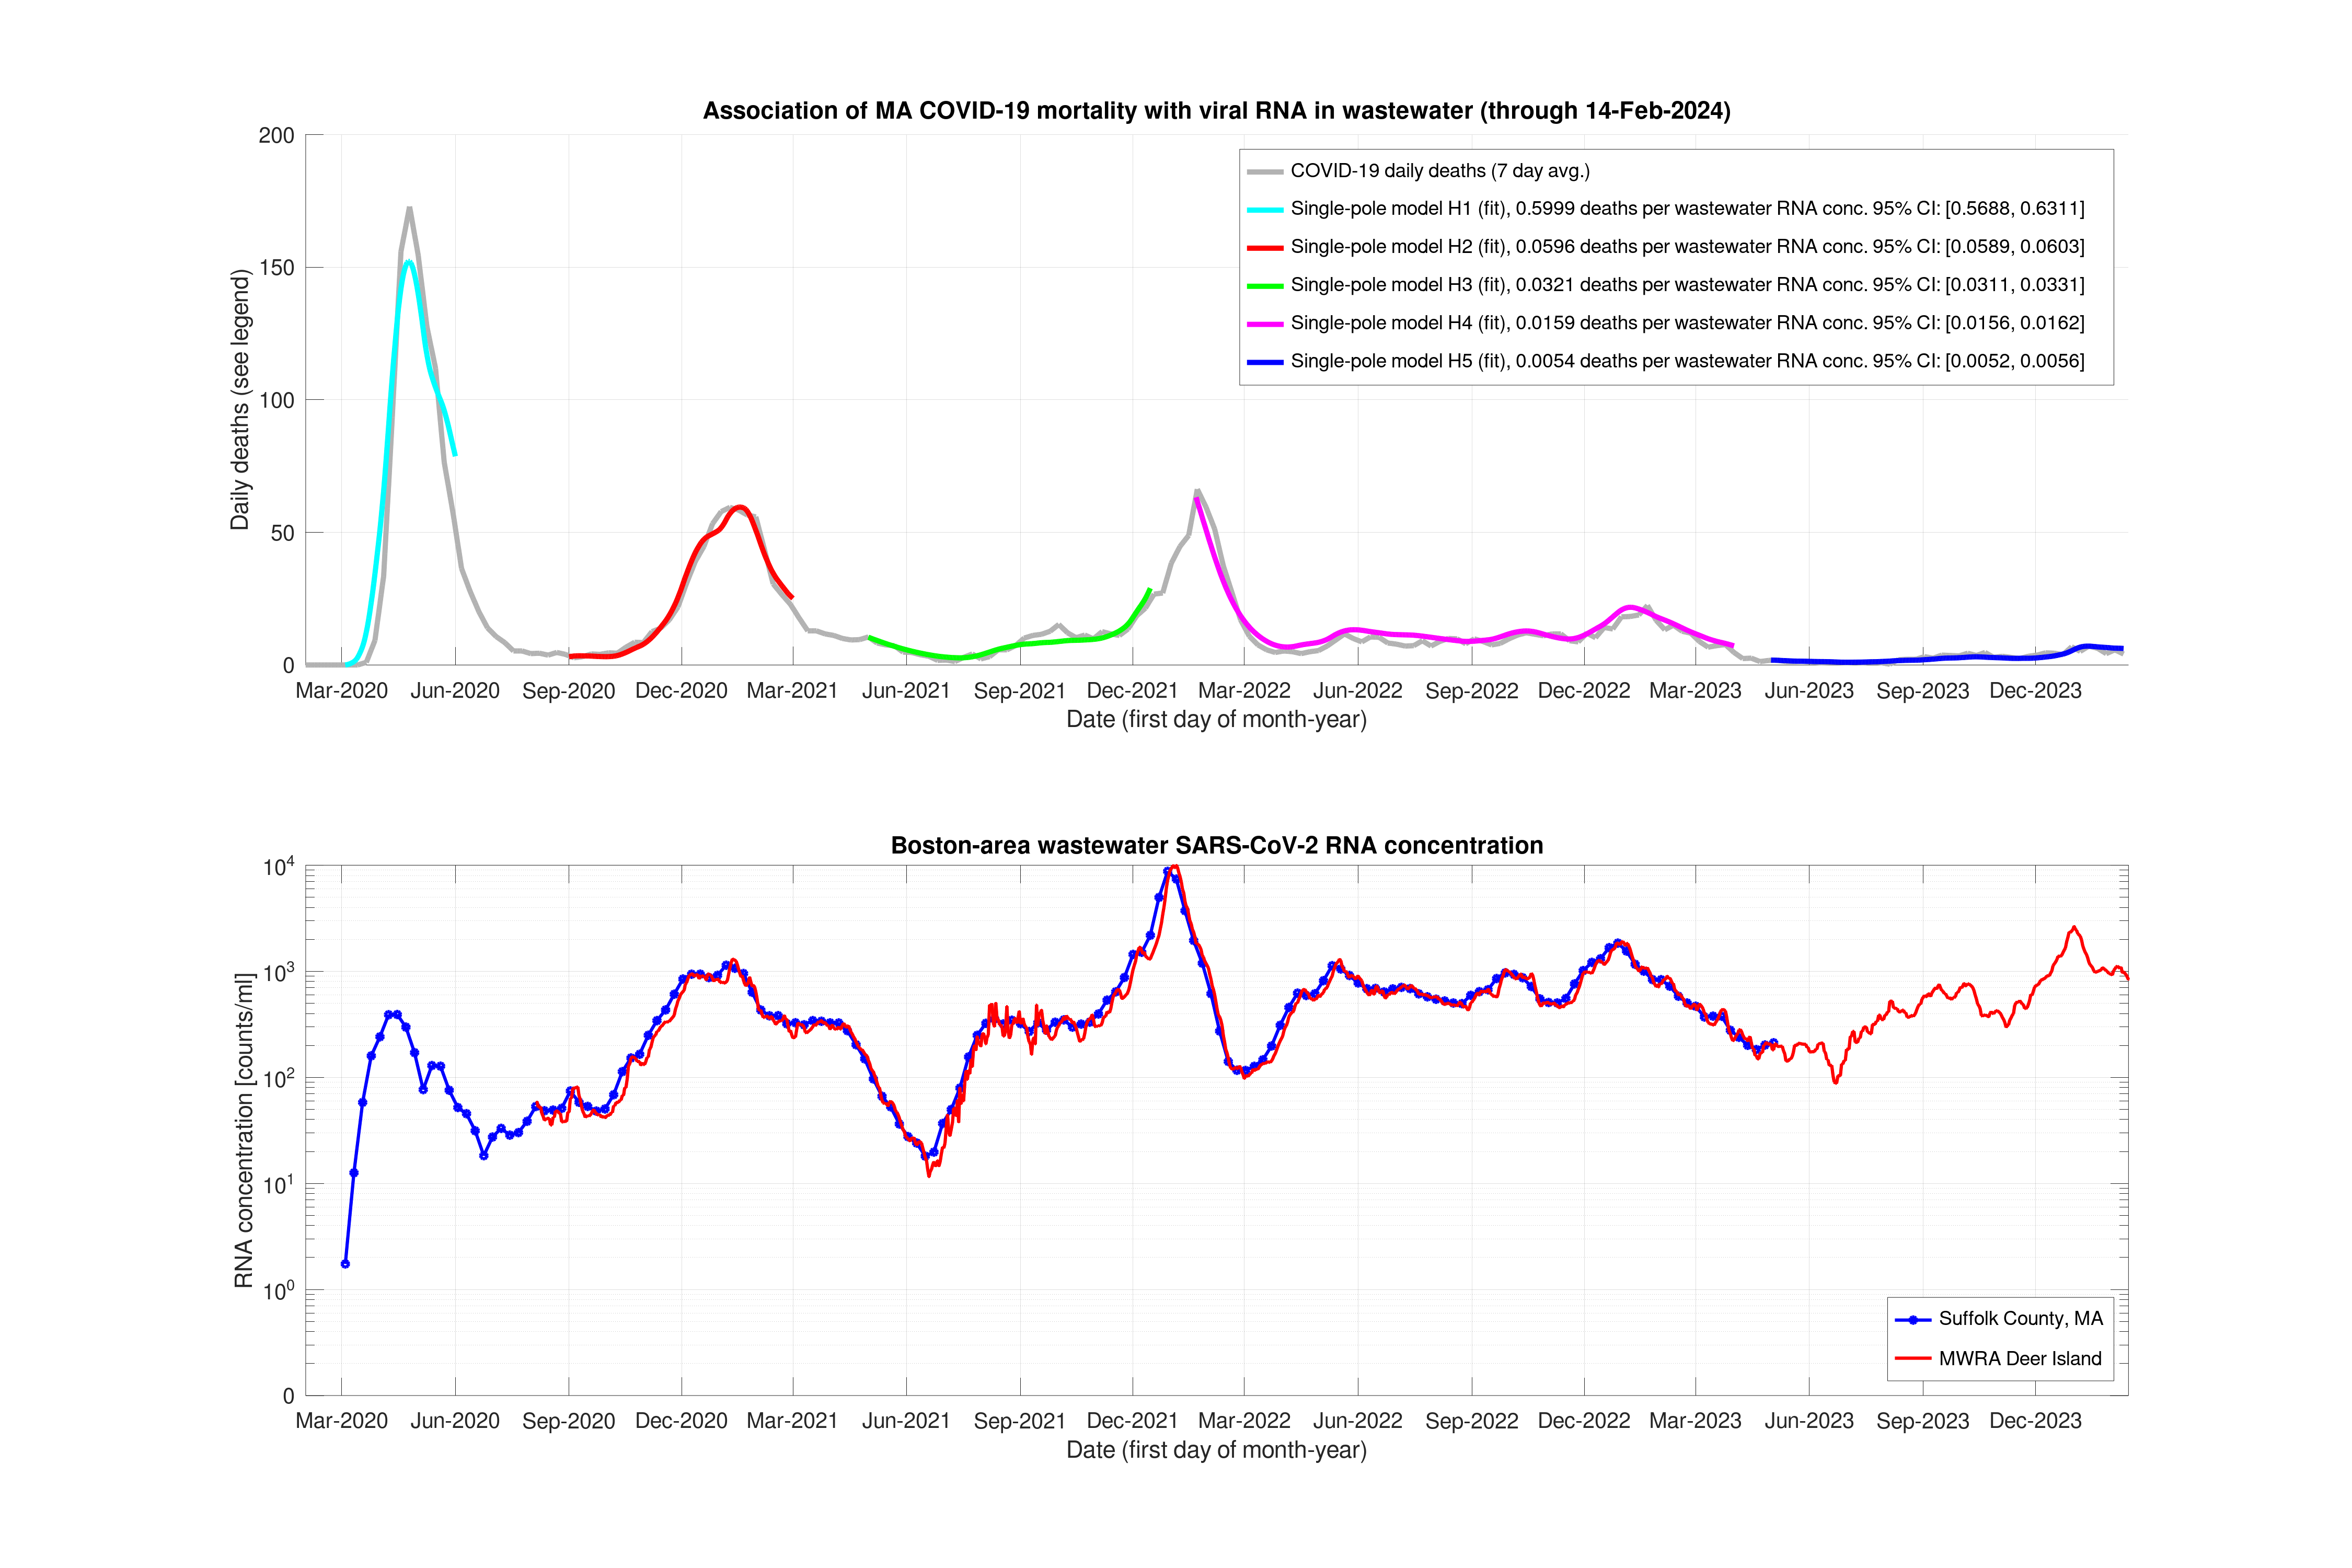 Association of MA COVID-19 mortality with viral RNA in wastewater (through 14-Feb-2024)
200
150
100
50
0
Daily deaths (see legend)
COVID-19 daily deaths (7 day avg.)
Single-pole model H1 (fit), 0.5999 deaths per wastewater RNA conc. 95% CI: [0.5688, 0.6311]
Single-pole model H2 (fit), 0.0596 deaths per wastewater RNA conc. 95% CI: [0.0589, 0.0603]
Single-pole model H3 (fit), 0.0321 deaths per wastewater RNA conc. 95% CI: [0.0311, 0.0331]
Single-pole model H4 (fit), 0.0159 deaths per wastewater RNA conc. 95% CI: [0.0156, 0.0162]
Single-pole model H5 (fit), 0.0054 deaths per wastewater RNA conc. 95% CI: [0.0052, 0.0056]
Mar-2020 Jun-2020 Sep-2020 Dec-2020 Mar-2021 Jun-2021 Sep-2021 Dec-2021 Mar-2022 Jun-2022 Sep-2022 Dec-2022 Mar-2023 Jun-2023 Sep-2023 Dec-2023
Date (first day of month-year)
Boston-area wastewater SARS-CoV-2 RNA concentration
10^4
10^3
10^2
10^1
10^0
0
RNA concentration [counts/ml]
Suffolk County, MA
MWRA Deer Island
Mar-2020 Jun-2020 Sep-2020 Dec-2020 Mar-2021 Jun-2021 Sep-2021 Dec-2021 Mar-2022 Jun-2022 Sep-2022 Dec-2022 Mar-2023 Jun-2023 Sep-2023 Dec-2023
Date (first day of month-year)